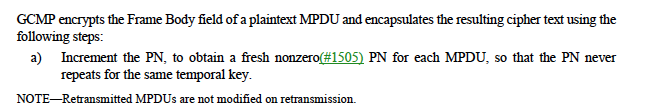 GCMP encrypts the Frame Body field of a plaintext MPDU and encapsulates the resulting cipher text using the
following steps:
a) Increment the PN, to obtain a fresh nonzero(#1505) PN for each MPDU, so that the PN never
repeats for the same temporal key.
NOTE—Retransmitted MPDUs are not modified on retransmission.